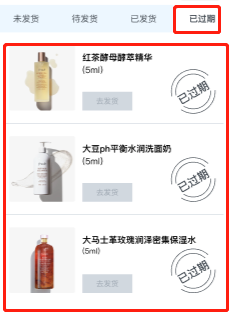 未发货 待发货 已发货 已过期
红茶酵母酵萃精华
(5ml)
去发货
已过期
大豆ph平衡水润洗面奶
(5ml)
去发货
已过期
大马士革玫瑰润泽密集保湿水
(5ml)
去发货
已过期